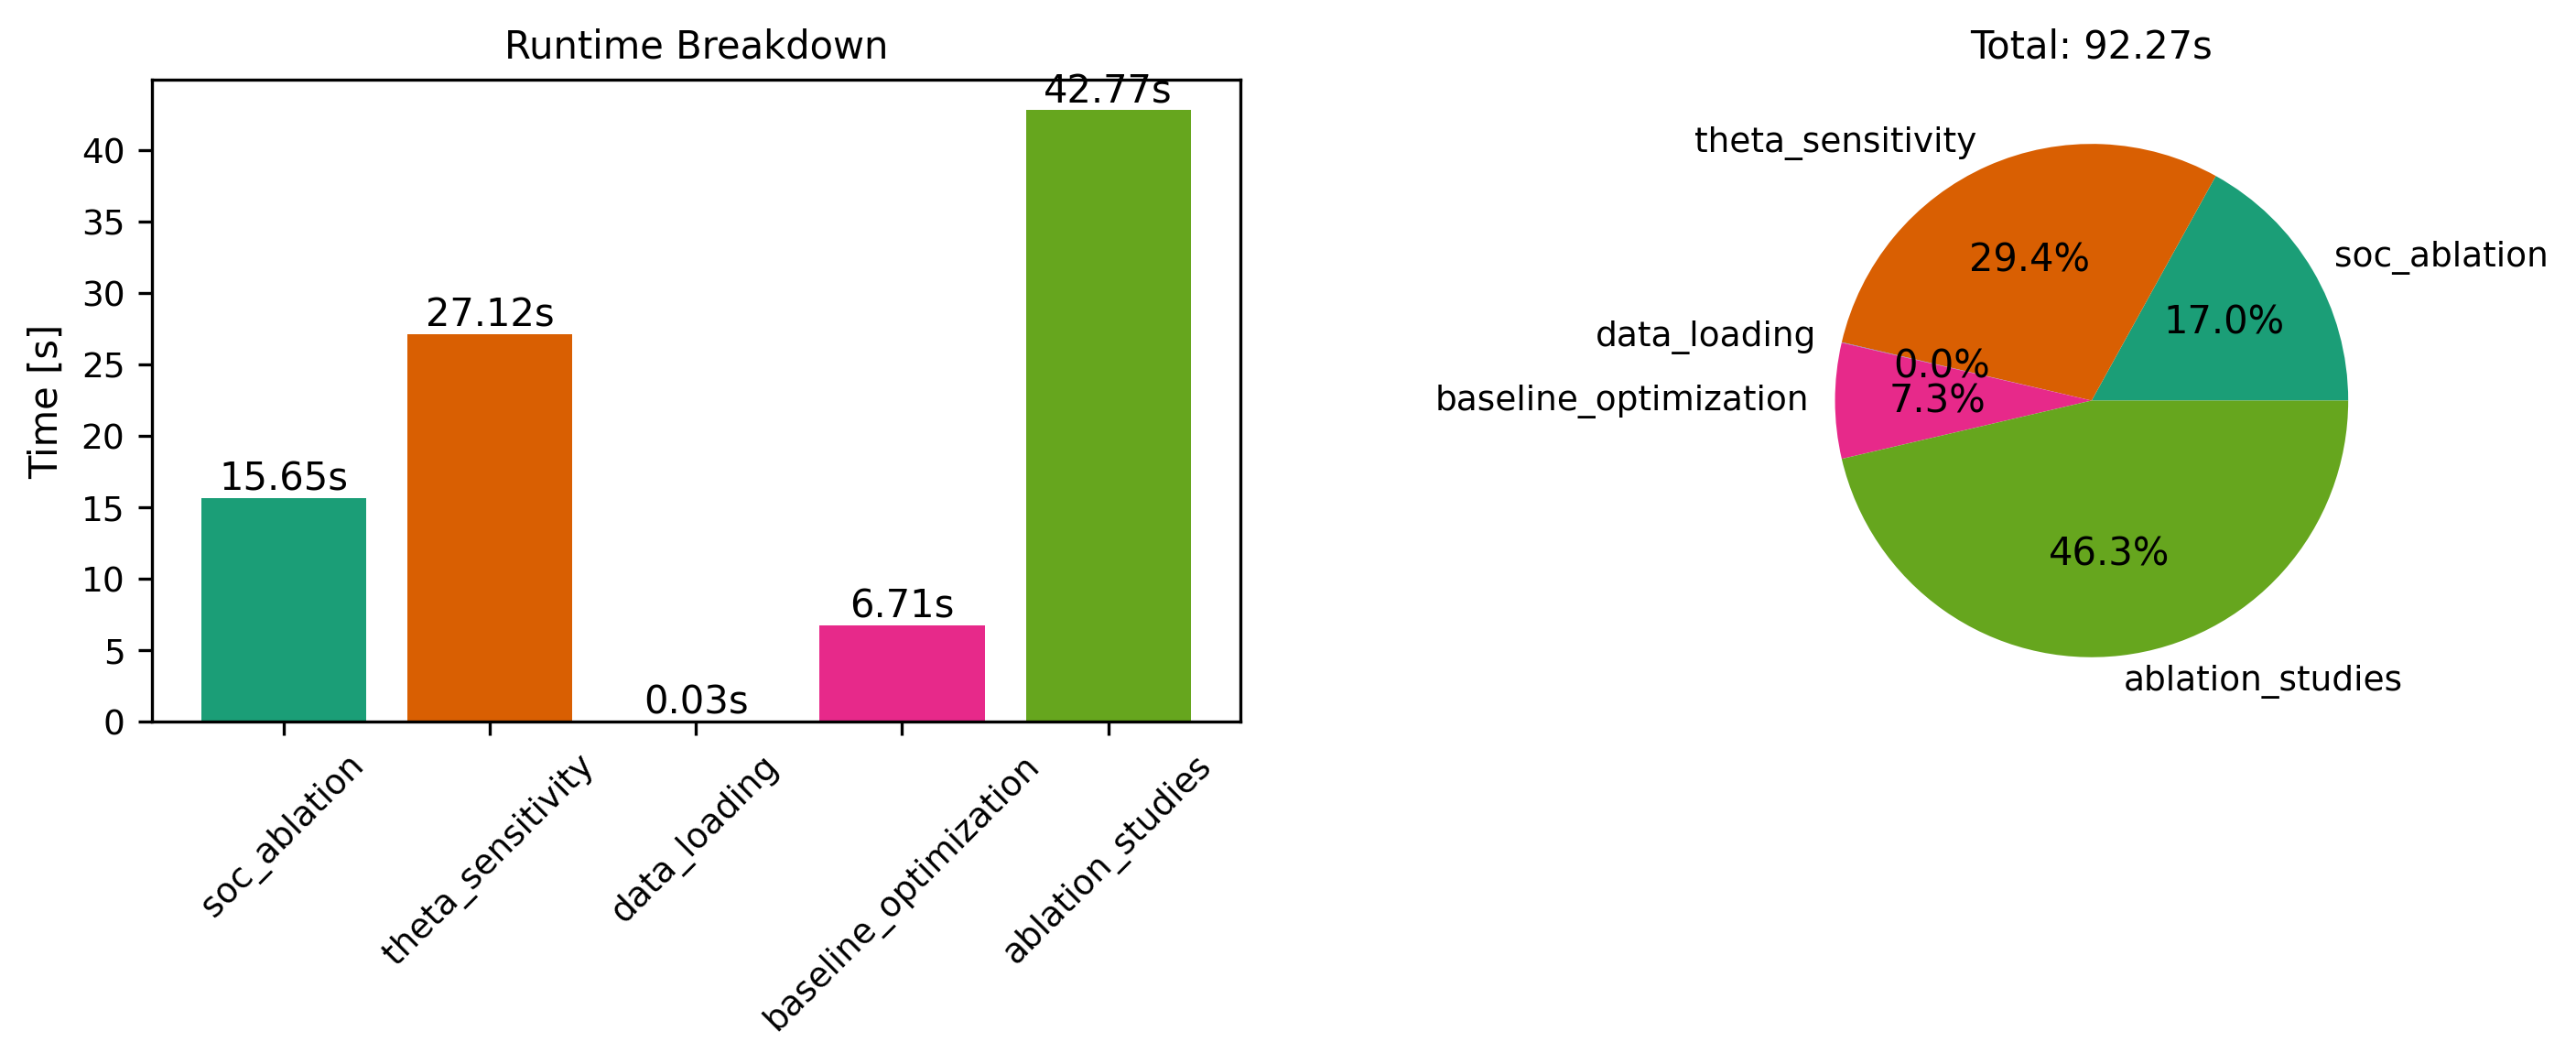 Runtime Breakdown
Time [s]
40
35
30
25
20
15
10
5
0
15.65s
27.12s
0.03s
6.71s
42.77s
soc_ablation
theta_sensitivity
data_loading
baseline_optimization
ablation_studies
Total: 92.27s
theta_sensitivity
soc_ablation
data_loading
baseline_optimization
ablation_studies
29.4%
17.0%
0.0%
7.3%
46.3%